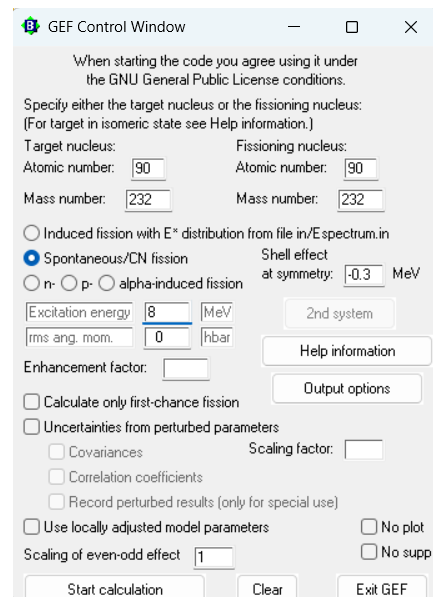 GEF Control Window
When starting the code you agree using it under
the GNU General Public License conditions.
Specify either the target nucleus or the fissioning nucleus:
(For target in isomeric state see Help information.)
Target nucleus: Fissioning nucleus:
Atomic number: 90 Atomic number: 90
Mass number: 232 Mass number: 232
Induced fission with E* distribution from file in/Espectrum.in
Spontaneous/CN fission Shell effect
at symmetry: -0.3 MeV
n- p- alpha-induced fission
Excitation energy 8 MeV 2nd system
rms ang. mom. 0 hbar
Help information
Enhancement factor:
Output options
Calculate only first-chance fission
Uncertainties from perturbed parameters
Covariances Scaling factor:
Correlation coefficients
Record perturbed results (only for special use)
Use locally adjusted model parameters No plot
Scaling of even-odd effect 1 No supp
Start calculation Clear Exit GEF